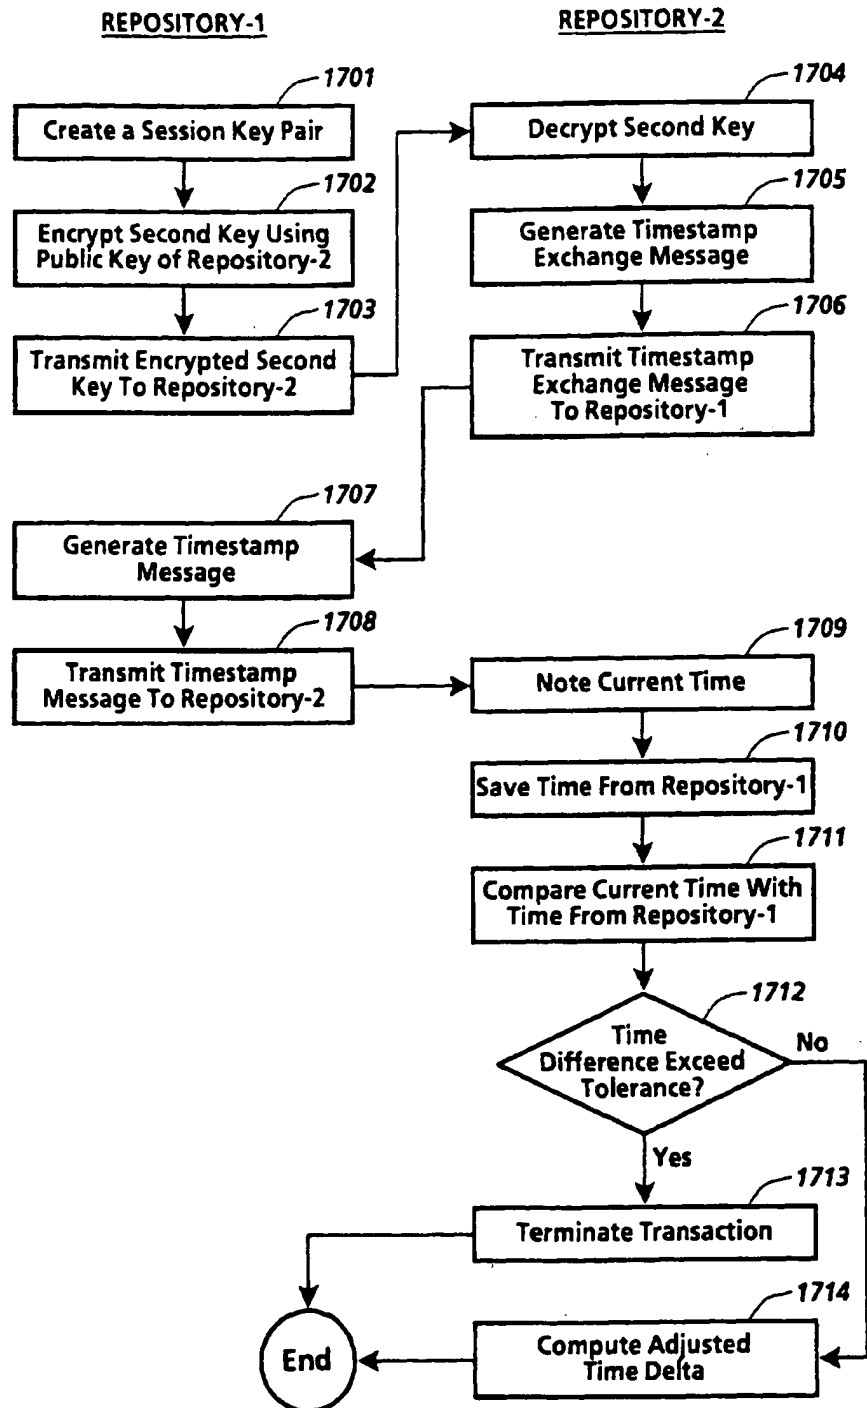 REPOSITORY-1
REPOSITORY-2
1701
Create a Session Key Pair
1702
Encrypt Second Key Using
Public Key of Repository-2
1703
Transmit Encrypted Second
Key To Repository-2
1704
Decrypt Second Key
1705
Generate Timestamp
Exchange Message
1706
Transmit Timestamp
Exchange Message
To Repository-1
1707
Generate Timestamp
Message
1708
Transmit Timestamp
Message To Repository-2
1709
Note Current Time
1710
Save Time From Repository-1
1711
Compare Current Time With
Time From Repository-1
1712
Time
Difference Exceed
Tolerance?
No
Yes
1713
Terminate Transaction
1714
Compute Adjusted
Time Delta
End